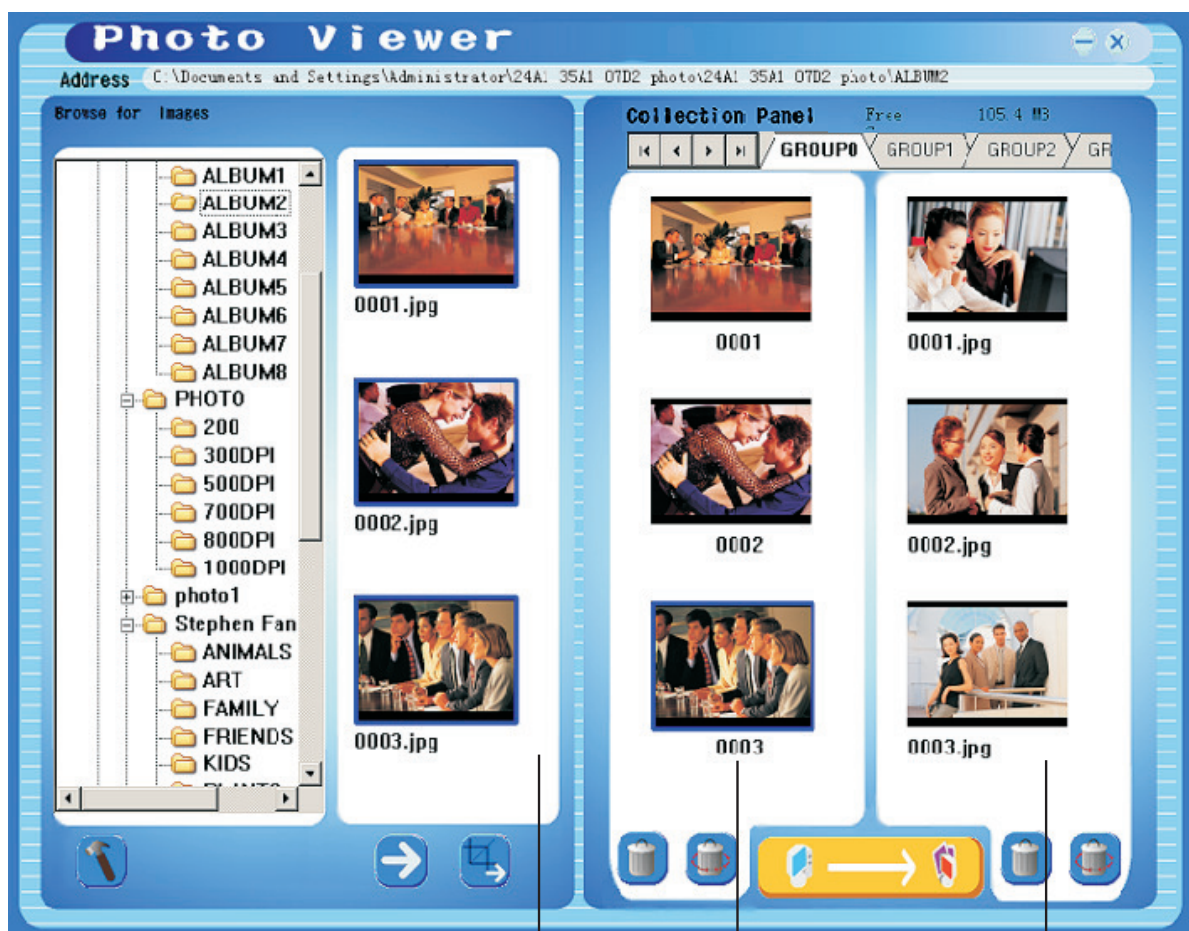 Photo Viewer
Address C:\Documents and Settings\Administrator\24A1 35A1 07D2 photo\24A1 35A1 07D2 photo\ALBUM2
Browse for Images
ALBUM1
ALBUM2
ALBUM3
ALBUM4
ALBUM5
ALBUM6
ALBUM7
ALBUM8
PHOTO
200
300DPI
500DPI
700DPI
800DPI
1000DPI
photo1
Stephen Fan
ANIMALS
ART
FAMILY
FRIENDS
KIDS
0001.jpg
0002.jpg
0003.jpg
Collection Panel Free 105.4 M3
GROUP0 GROUP1 GROUP2 GR
0001
0002
0003
0001.jpg
0002.jpg
0003.jpg